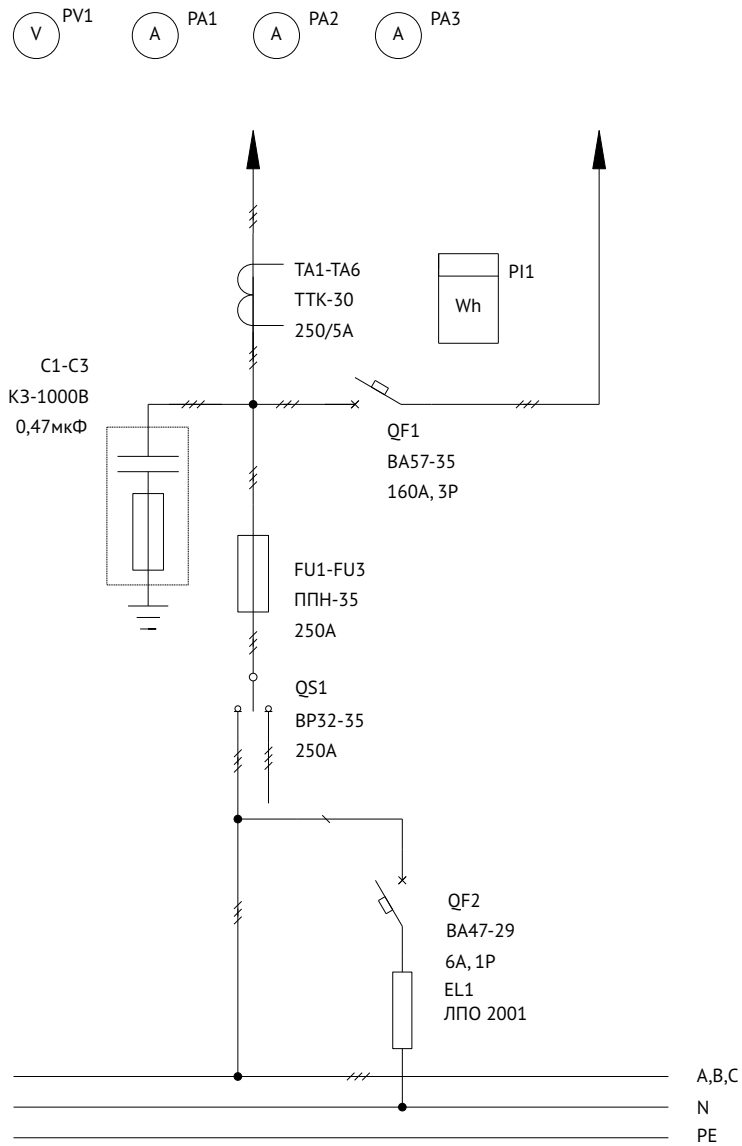 V PV1 A PA1 A PA2 A PA3
TA1-TA6
ТТК-30
250/5А
PI1
Wh
C1-C3
КЗ-1000В
0,47мкФ
QF1
ВА57-35
160А, 3Р
FU1-FU3
ППН-35
250А
QS1
ВР32-35
250А
QF2
ВА47-29
6А, 1Р
EL1
ЛПО 2001
A,B,C
N
PE